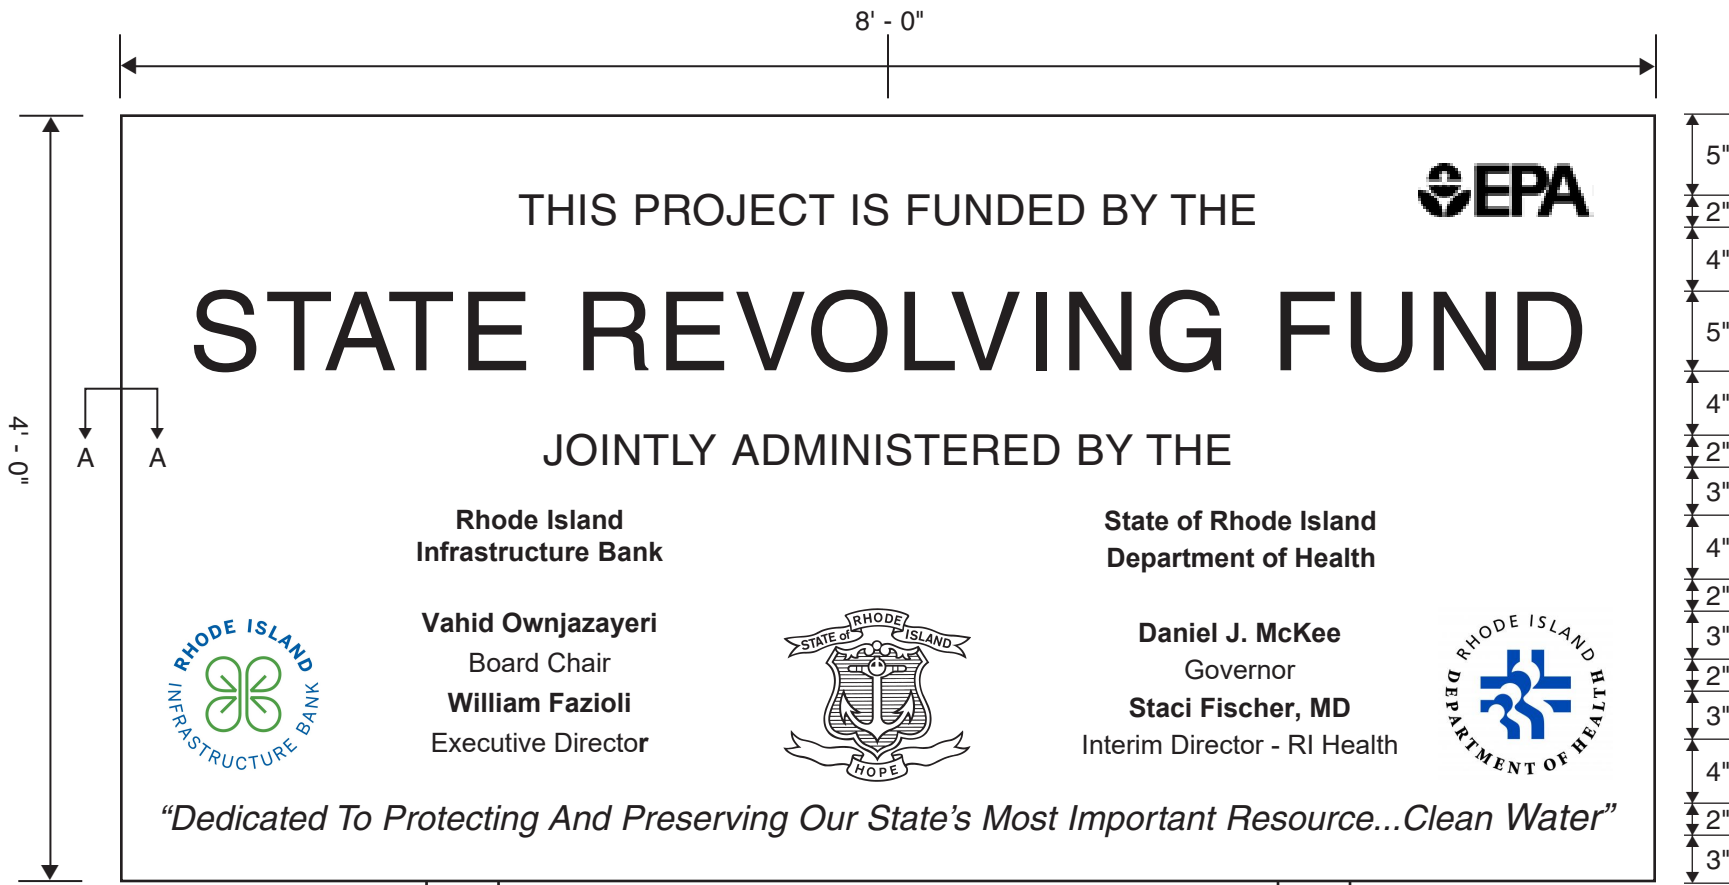 8' - 0"
THIS PROJECT IS FUNDED BY THE
EPA
STATE REVOLVING FUND
4' - 0"
A A
JOINTLY ADMINISTERED BY THE
Rhode Island
Infrastructure Bank
State of Rhode Island
Department of Health
RHODE ISLAND
INFRASTRUCTURE BANK
Vahid Ownjazayeri
Board Chair
William Fazioli
Executive Director
STATE of RHODE ISLAND
HOPE
Daniel J. McKee
Governor
Staci Fischer, MD
Interim Director - RI Health
RHODE ISLAND
DEPARTMENT OF HEALTH
“Dedicated To Protecting And Preserving Our State’s Most Important Resource...Clean Water”
5"
2"
4"
5"
4"
2"
3"
4"
2"
3"
2"
3"
4"
2"
3"